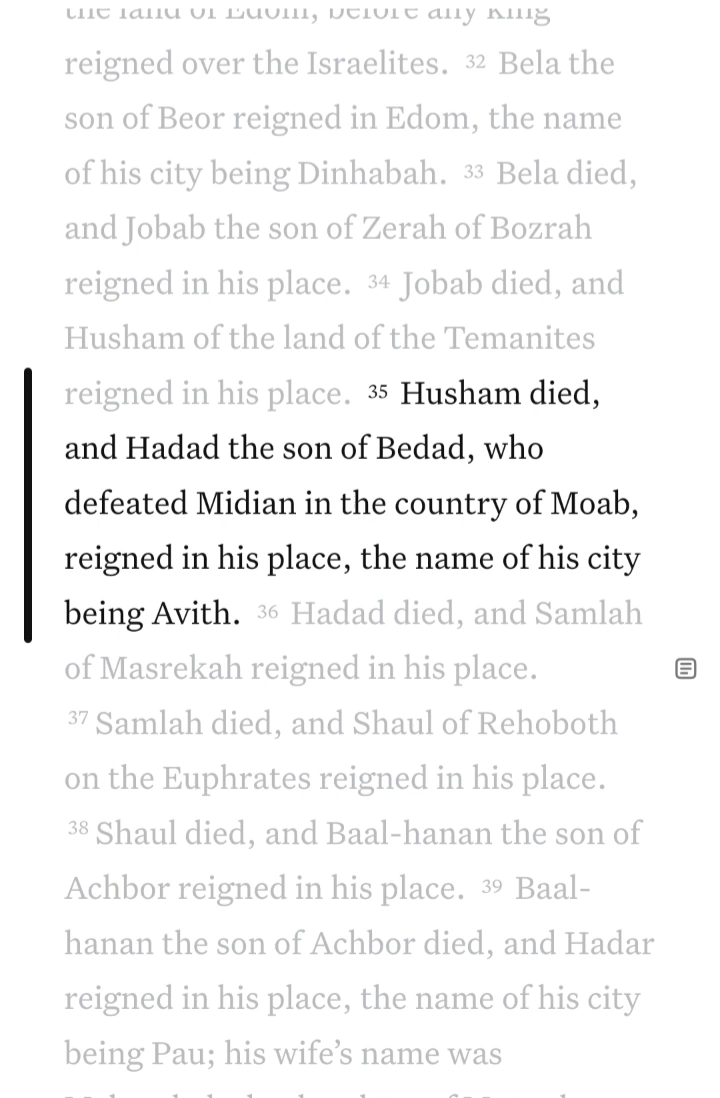 the land of Edom, before any king
reigned over the Israelites. 32 Bela the
son of Beor reigned in Edom, the name
of his city being Dinhabah. 33 Bela died,
and Jobab the son of Zerah of Bozrah
reigned in his place. 34 Jobab died, and
Husham of the land of the Temanites
reigned in his place. 35 Husham died,
and Hadad the son of Bedad, who
defeated Midian in the country of Moab,
reigned in his place, the name of his city
being Avith. 36 Hadad died, and Samlah
of Masrekah reigned in his place.
37 Samlah died, and Shaul of Rehoboth
on the Euphrates reigned in his place.
38 Shaul died, and Baal-hanan the son of
Achbor reigned in his place. 39 Baal-
hanan the son of Achbor died, and Hadar
reigned in his place, the name of his city
being Pau; his wife’s name was